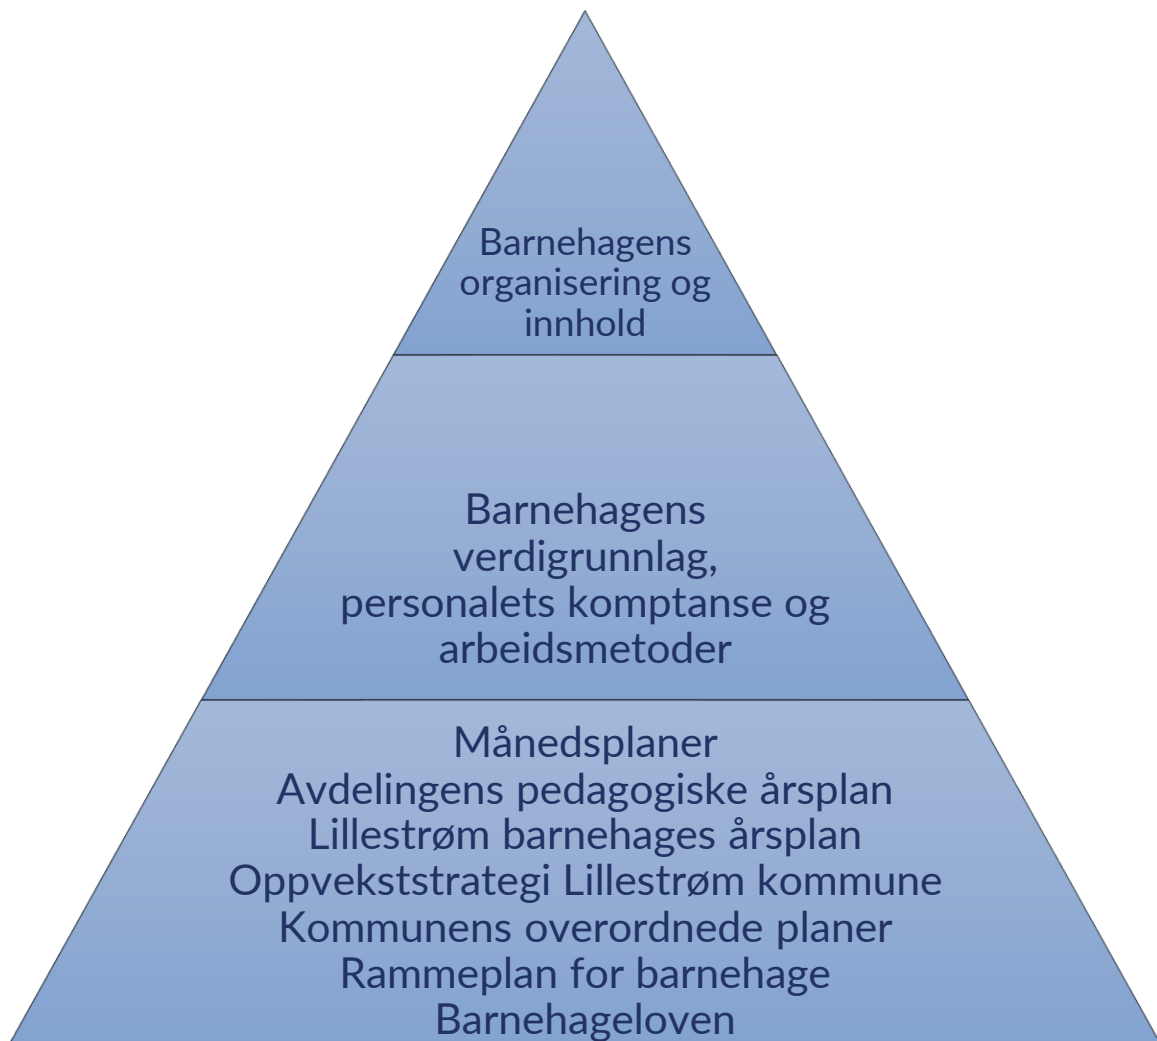 Barnehagens
organisering og
innhold
Barnehagens
verdigrunnlag,
personalets komptanse og
arbeidsmetoder
Månedsplaner
Avdelingens pedagogiske årsplan
Lillestrøm barnehages årsplan
Oppvekststrategi Lillestrøm kommune
Kommunens overordnede planer
Rammeplan for barnehage
Barnehageloven